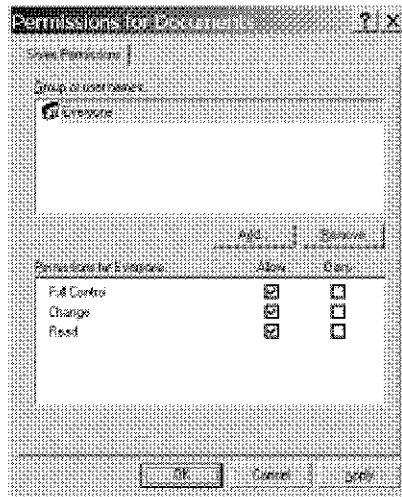 Permissions for Documents ? X
Share Permissions
Group or user names:
Everyone
Add... Remove
Permissions for Everyone Allow Deny
Full Control
Change
Read
OK Cancel Apply